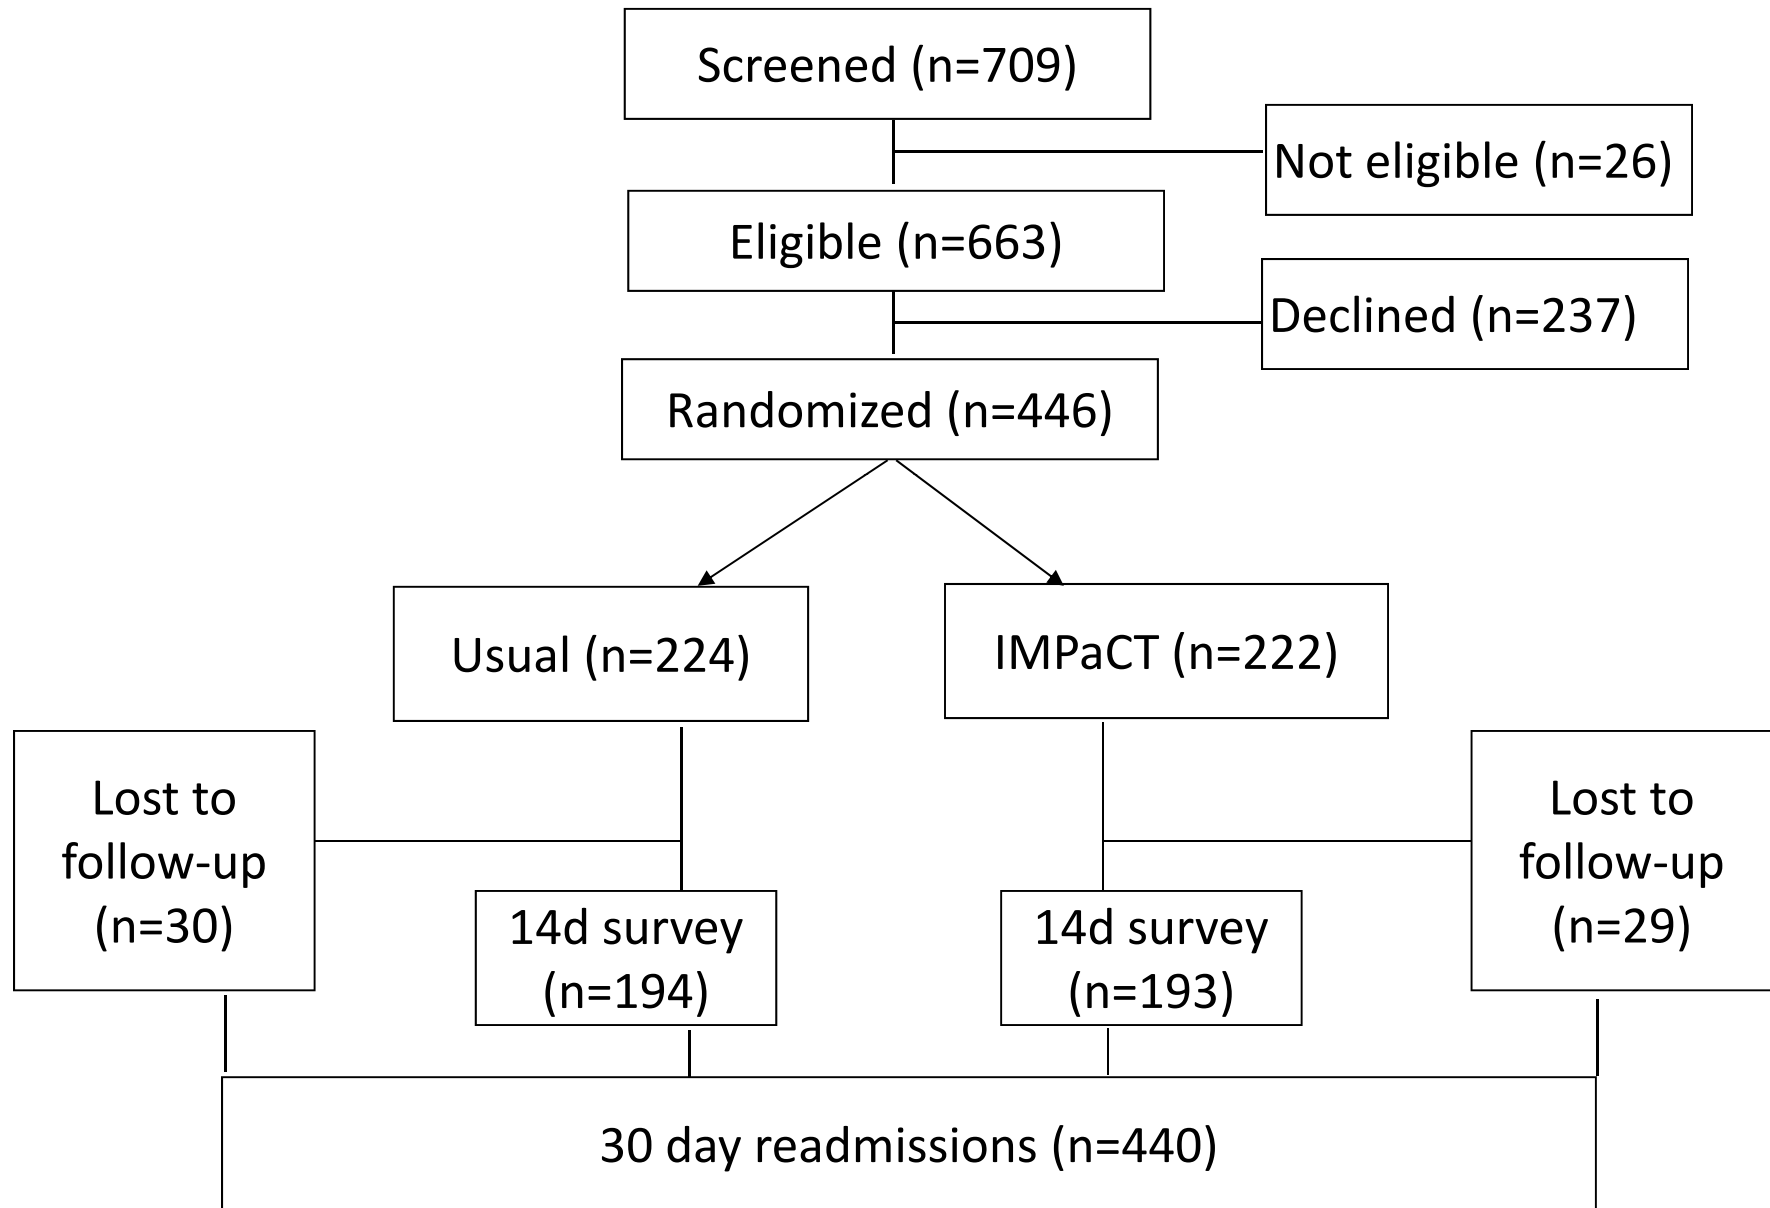 Screened (n=709)
Not eligible (n=26)
Eligible (n=663)
Declined (n=237)
Randomized (n=446)
Usual (n=224)
IMPaCT (n=222)
Lost to
follow-up
(n=30)
14d survey
(n=194)
14d survey
(n=193)
Lost to
follow-up
(n=29)
30 day readmissions (n=440)